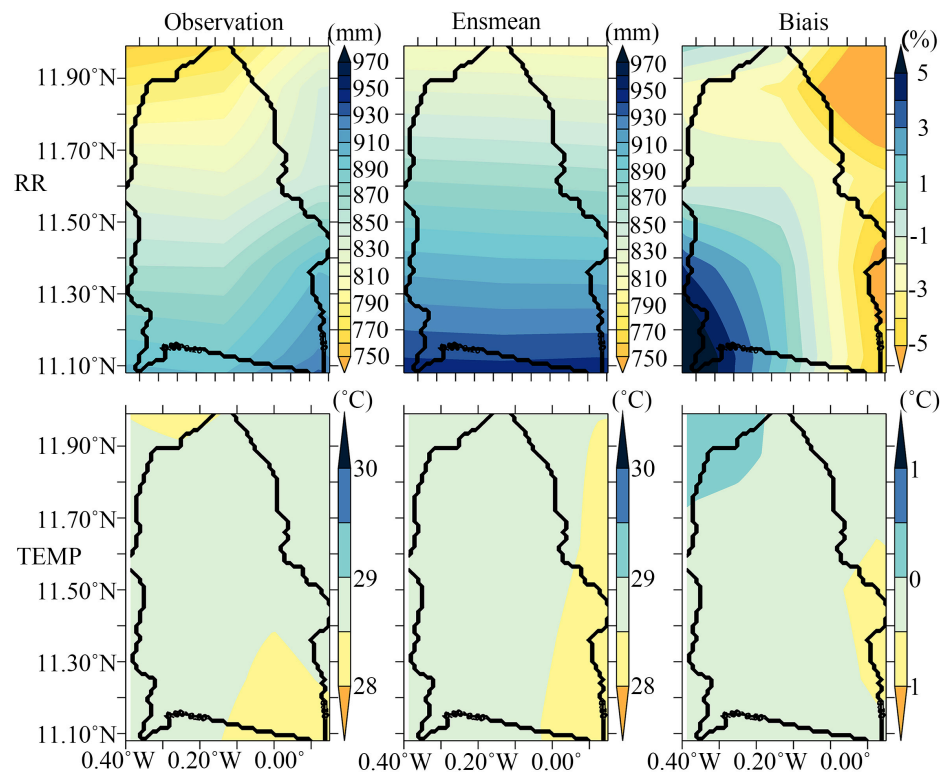 Observation Ensmean Biais
(mm) (mm) (%)
11.90°N 970 970 5
950 950
11.70°N 930 930 3
910 910
RR 890 890 1
11.50°N 870 870
850 850 -1
11.30°N 830 830
810 810 -3
790 790
11.10°N 770 770
750 750 -5
(°C) (°C) (°C)
11.90°N 30 30 1
11.70°N
TEMP 29 29 0
11.50°N
11.30°N
28 28 1
11.10°N
0.40°W 0.20°W 0.00° 0.40°W 0.20°W 0.00° 0.40°W 0.20°W 0.00°